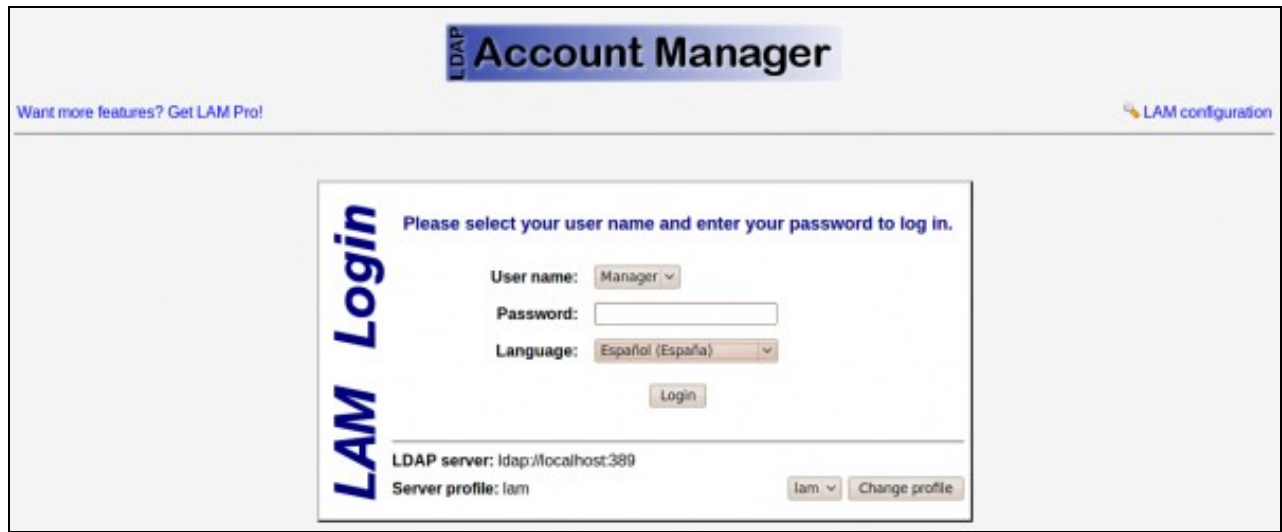 LDAP Account Manager
Want more features? Get LAM Pro!
LAM configuration
LAM Login
Please select your user name and enter your password to log in.
User name: Manager
Password:
Language: Español (España)
Login
LDAP server: ldap://localhost:389
Server profile: lam
lam Change profile